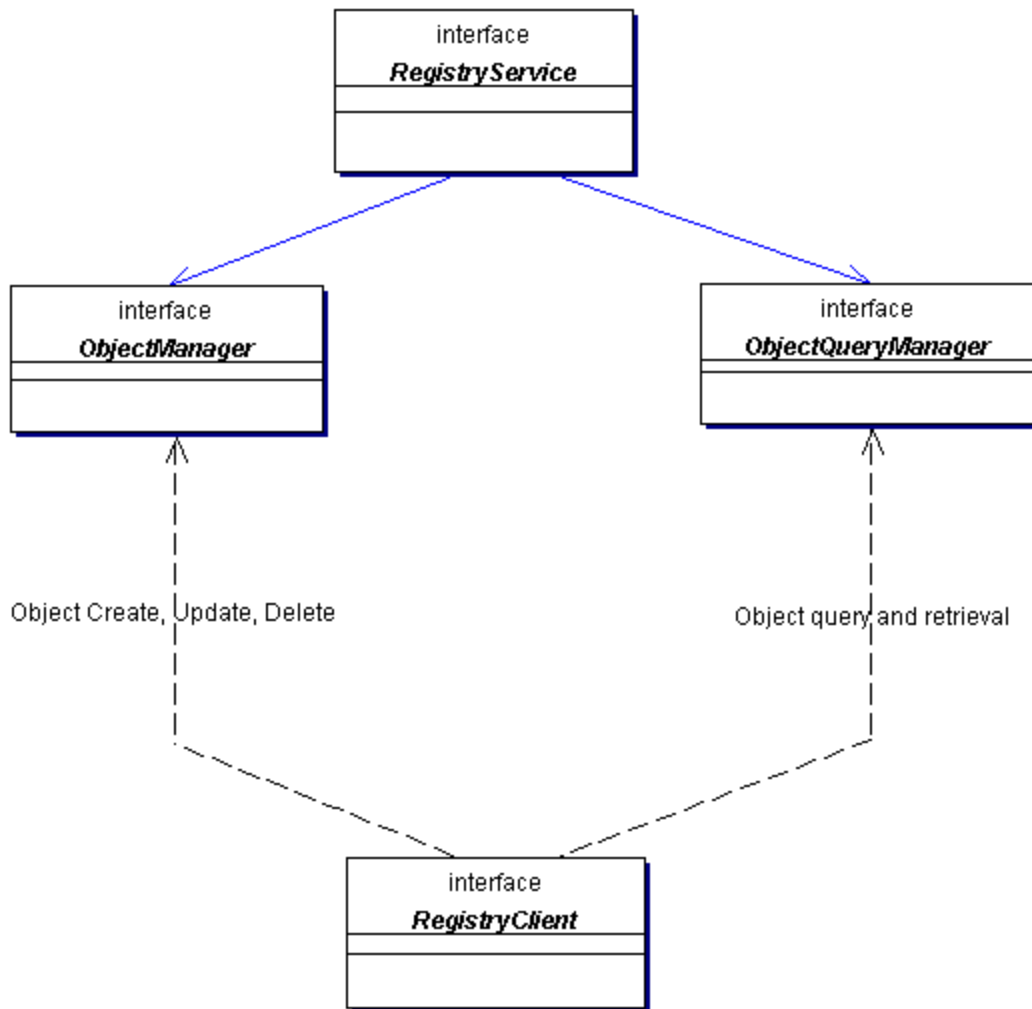 interface
RegistryService
interface
ObjectManager
interface
ObjectQueryManager
Object Create, Update, Delete
Object query and retrieval
interface
RegistryClient